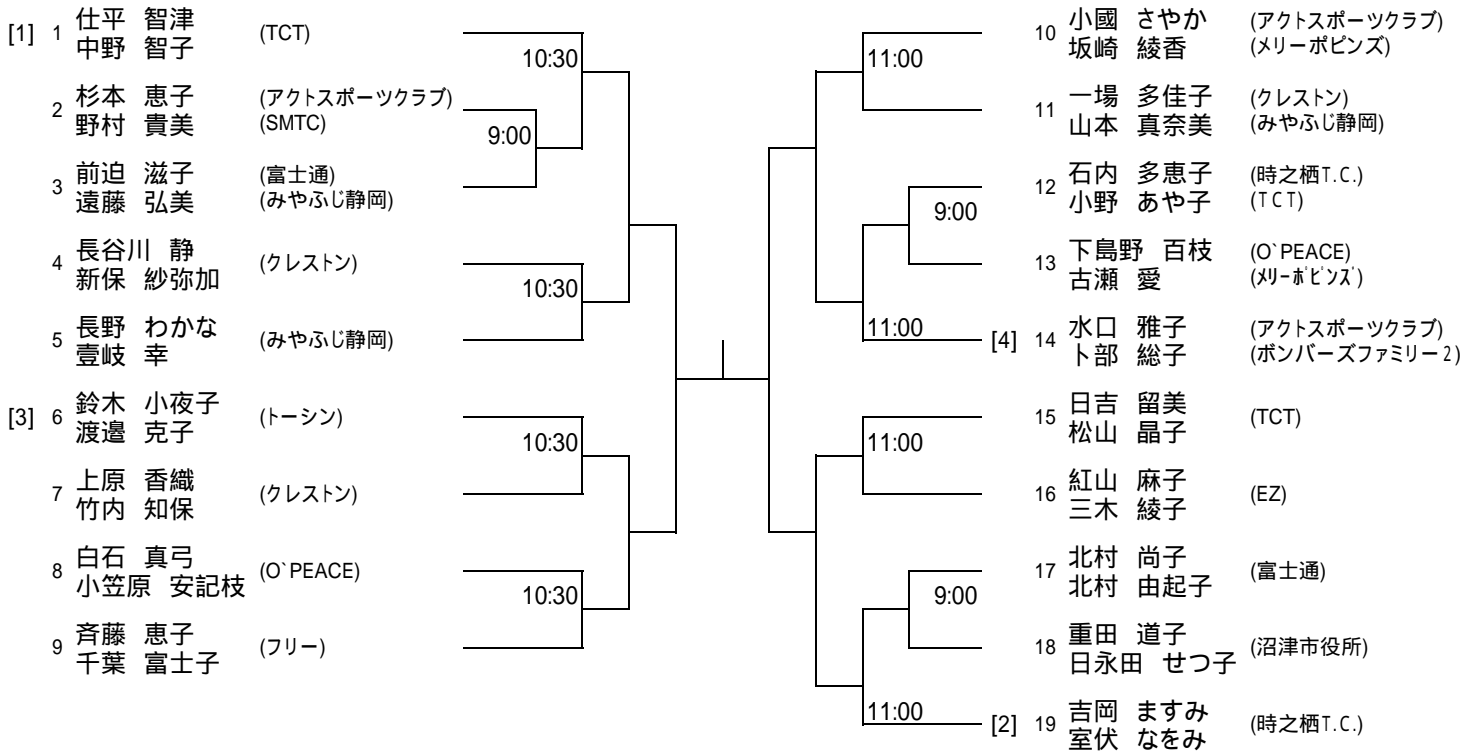 [1] 1 仕平 智津 (TCT)
中野 智子
10:30
2 杉本 恵子 (アクトスポーツクラブ)
野村 貴美 (SMTC)
9:00
3 前迫 滋子 (富士通)
遠藤 弘美 (みやふじ静岡)
4 長谷川 静 (クレストン)
新保 紗弥加
10:30
5 長野 わかな (みやふじ静岡)
壹岐 幸
[3] 6 鈴木 小夜子 (トーシン)
渡邉 克子
10:30
7 上原 香織 (クレストン)
竹内 知保
8 白石 真弓 (O`PEACE)
小笠原 安記枝
10:30
9 斉藤 恵子 (フリー)
千葉 富士子
10 小國 さやか (アクトスポーツクラブ)
坂崎 綾香 (メリーポピンズ)
11:00
11 一場 多佳子 (クレストン)
山本 真奈美 (みやふじ静岡)
12 石内 多恵子 (時之栖T.C.)
小野 あや子 (TCT)
9:00
13 下島野 百枝 (O`PEACE)
古瀬 愛 (メリーポピンズ)
11:00
[4] 14 水口 雅子 (アクトスポーツクラブ)
卜部 総子 (ボンバーズファミリー2)
15 日吉 留美 (TCT)
松山 晶子
11:00
16 紅山 麻子 (EZ)
三木 綾子
17 北村 尚子 (富士通)
北村 由起子
9:00
18 重田 道子 (沼津市役所)
日永田 せつ子
11:00
[2] 19 吉岡 ますみ (時之栖T.C.)
室伏 なをみ